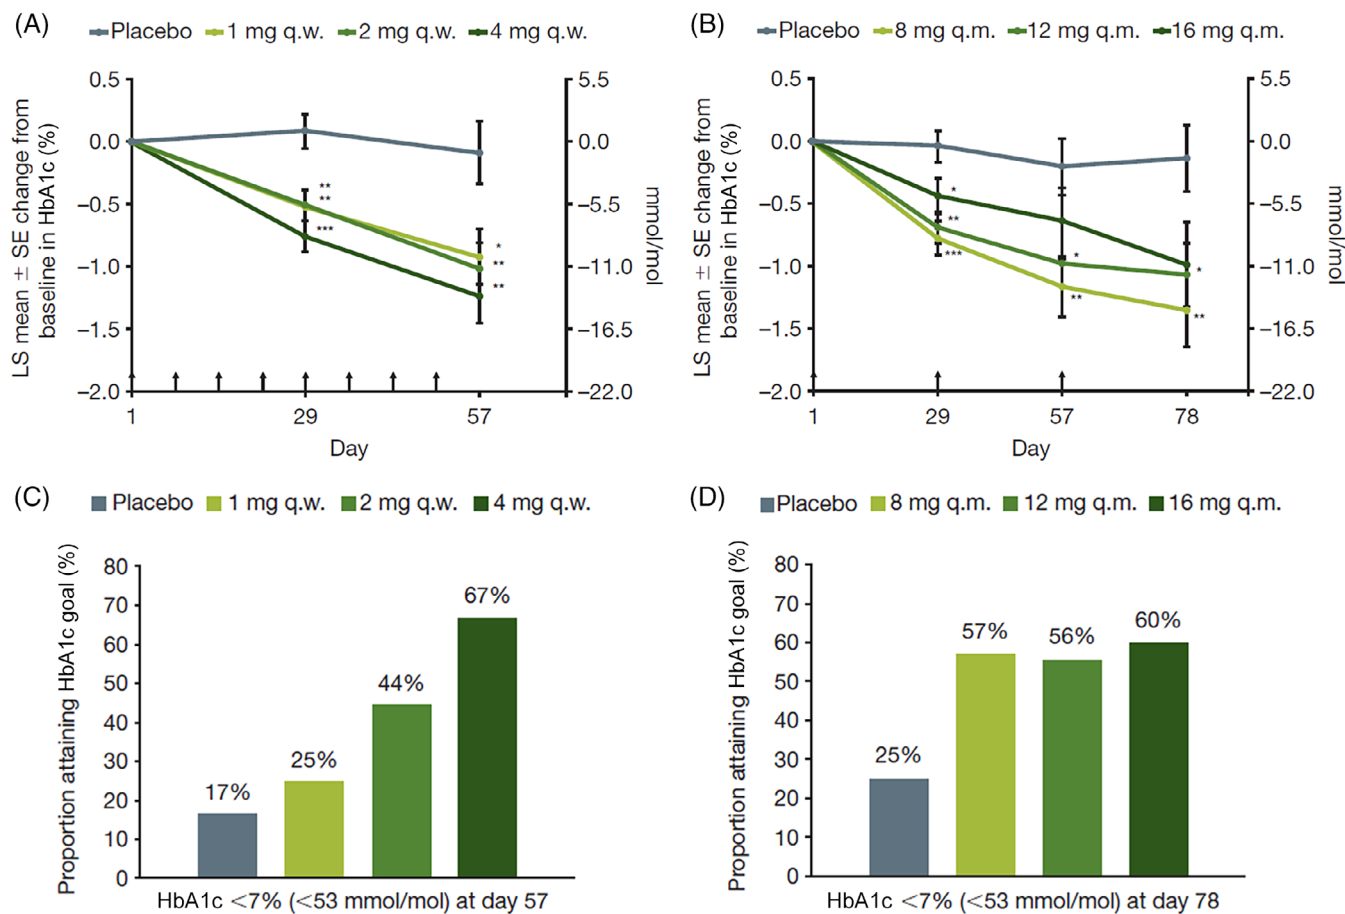 (A)
Placebo 1 mg q.w. 2 mg q.w. 4 mg q.w.
LS mean ± SE change from
baseline in HbA1c (%)
0.5
0.0
−0.5
−1.0
−1.5
−2.0
5.5
0.0
−5.5
−11.0
−16.5
−22.0
mmol/mol
**
**
***
*
**
**
1 29 57
Day
(B)
Placebo 8 mg q.m. 12 mg q.m. 16 mg q.m.
LS mean ± SE change from
baseline in HbA1c (%)
0.5
0.0
−0.5
−1.0
−1.5
−2.0
5.5
0.0
−5.5
−11.0
−16.5
−22.0
mmol/mol
*
**
***
*
**
*
**
1 29 57 78
Day
(C)
Placebo 1 mg q.w. 2 mg q.w. 4 mg q.w.
Proportion attaining HbA1c goal (%)
80
70
60
50
40
30
20
10
0
17%
25%
44%
67%
HbA1c <7% (<53 mmol/mol) at day 57
(D)
Placebo 8 mg q.m. 12 mg q.m. 16 mg q.m.
Proportion attaining HbA1c goal (%)
80
70
60
50
40
30
20
10
0
25%
57%
56%
60%
HbA1c <7% (<53 mmol/mol) at day 78